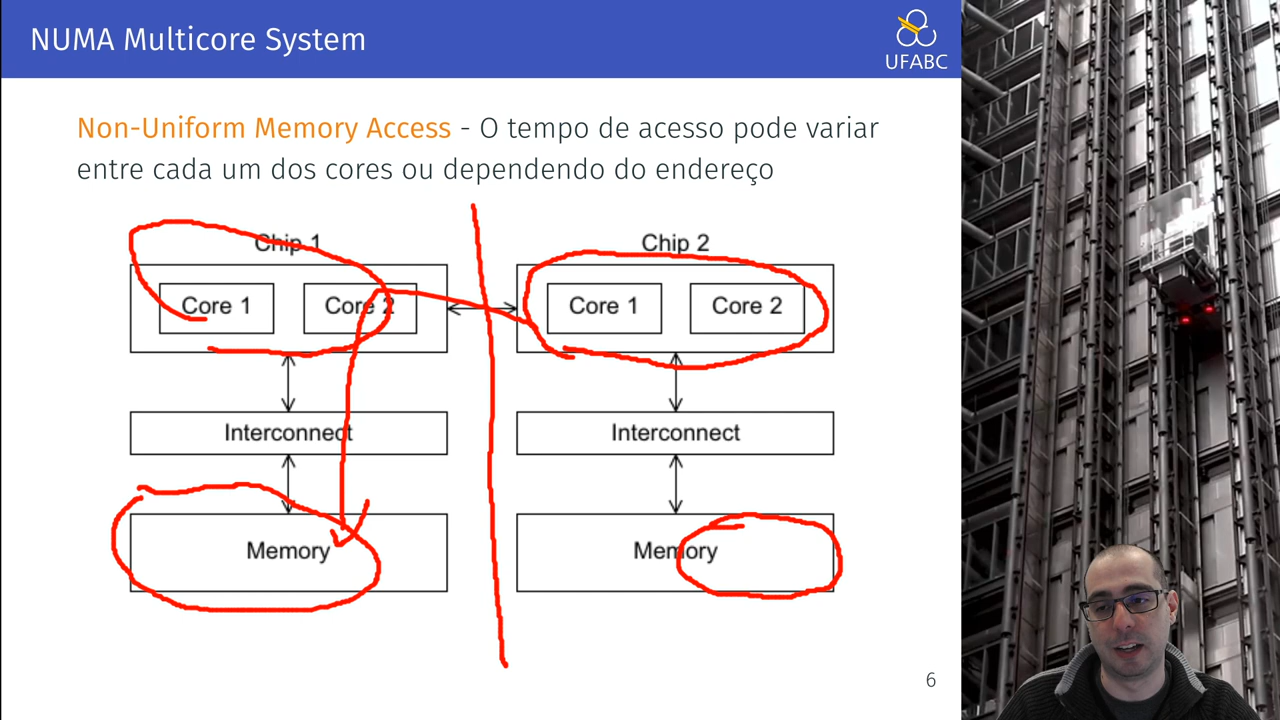 NUMA Multicore System
UFABC
Non-Uniform Memory Access - O tempo de acesso pode variar
entre cada um dos cores ou dependendo do endereço
Chip 1
Chip 2
Core 1
Core 2
Core 1
Core 2
Interconnect
Interconnect
Memory
Memory
6